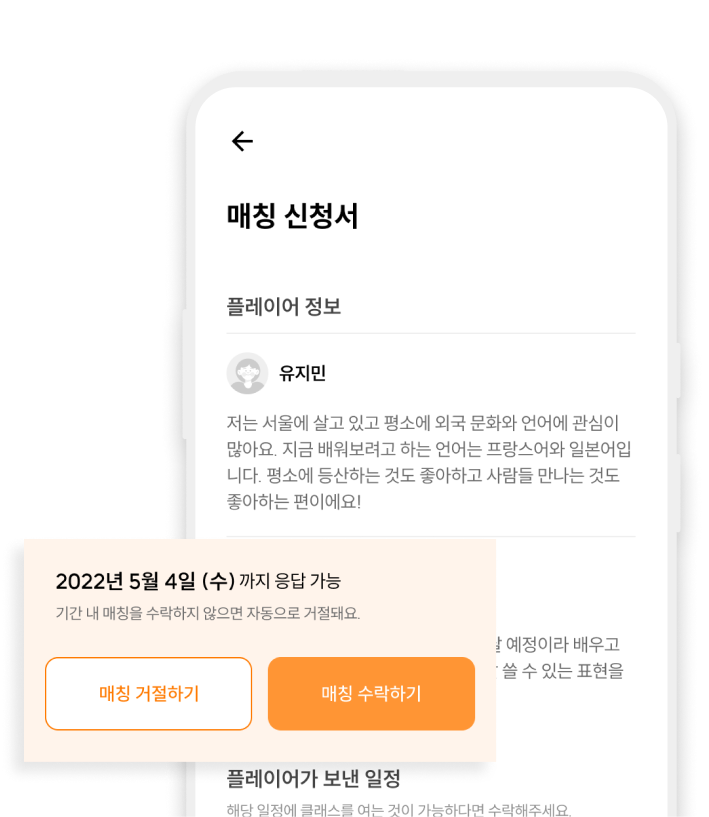 매칭 신청서
플레이어 정보
유지민
저는 서울에 살고 있고 평소에 외국 문화와 언어에 관심이
많아요. 지금 배워보려고 하는 언어는 프랑스어와 일본어입
니다. 평소에 등산하는 것도 좋아하고 사람들 만나는 것도
좋아하는 편이에요!
2022년 5월 4일 (수) 까지 응답 가능
기간 내 매칭을 수락하지 않으면 자동으로 거절돼요.
예정이라 배우고
쓸 수 있는 표현을
매칭 거절하기
매칭 수락하기
플레이어가 보낸 일정
해당 일정에 클래스를 여는 것이 가능하다면 수락해주세요.